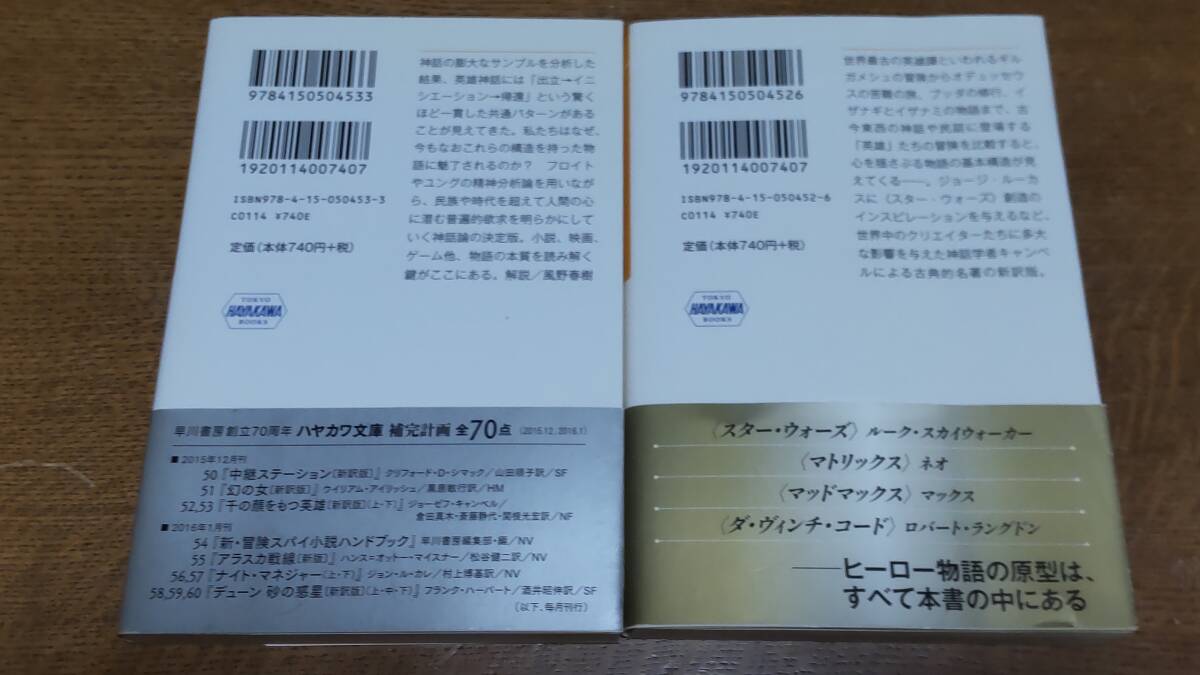 9784150504533
1920114007407
ISBN978-4-15-050453-3
C0114 ¥740E
定価（本体740円+税）
TOKYO
HAYAKAWA
BOOKS
神話の膨大なサンプルを分析した
結果、英雄神話には「出立→イニ
シエーション→帰還」という驚く
ほど一貫した共通パターンがある
ことが見えてきた。私たちはなぜ、
今もなおこれらの構造を持った物
語に魅了されるのか？　フロイト
やユングの精神分析論を用いなが
ら、民族や時代を超えて人間の心
に潜む普遍的欲求を明らかにして
いく神話論の決定版。小説、映画、
ゲーム他、物語の本質を読み解く
鍵がここにある。解説／風野春樹
早川書房創立70周年 ハヤカワ文庫 補完計画 全70点 （2015.12、2016.1）
■2015年12月刊
50『中継ステーション〔新訳版〕』クリフォード・D・シマック／山田順子訳／SF
51『幻の女〔新訳版〕』ウイリアム・アイリッシュ／黒原敏行訳／HM
52,53『千の顔をもつ英雄〔新訳版〕（上・下）』ジョーゼフ・キャンベル／
倉田真木・斎藤静代・関根光宏訳／NF
■2016年1月刊
54『新・冒険スパイ小説ハンドブック』早川書房編集部・編／NV
55『アラスカ戦線〔新版〕』ハンス=オットー・マイスナー／松谷健二訳／NV
56,57『ナイト・マネジャー（上・下）』ジョン・ル・カレ／村上博基訳／NV
58,59,60『デューン 砂の惑星〔新訳版〕（上・中・下）』フランク・ハーバート／酒井昭伸訳／SF
（以下、毎月刊行）
9784150504526
1920114007407
ISBN978-4-15-050452-6
C0114 ¥740E
定価（本体740円+税）
TOKYO
HAYAKAWA
BOOKS
世界最古の英雄譚といわれるギル
ガメシュの冒険からオデュッセウ
スの苦難の旅、ブッダの修行、イ
ザナギとイザナミの物語まで、古
今東西の神話や民話に登場する
「英雄」たちの冒険を比較すると、
心を揺さぶる物語の基本構造が見
えてくる——。ジョージ・ルーカ
スに〈スター・ウォーズ〉創造の
インスピレーションを与えるなど、
世界中のクリエイターたちに多大
な影響を与えた神話学者キャンベ
ルによる古典的名著の新訳版。
〈スター・ウォーズ〉ルーク・スカイウォーカー
〈マトリックス〉ネオ
〈マッドマックス〉マックス
〈ダ・ヴィンチ・コード〉ロバート・ラングドン
——ヒーロー物語の原型は、
すべて本書の中にある